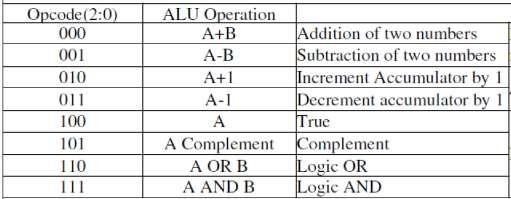 Opcode(2:0) ALU Operation
000 A+B Addition of two numbers
001 A-B Subtraction of two numbers
010 A+1 Increment Accumulator by 1
011 A-1 Decrement accumulator by 1
100 A True
101 A Complement Complement
110 A OR B Logic OR
111 A AND B Logic AND